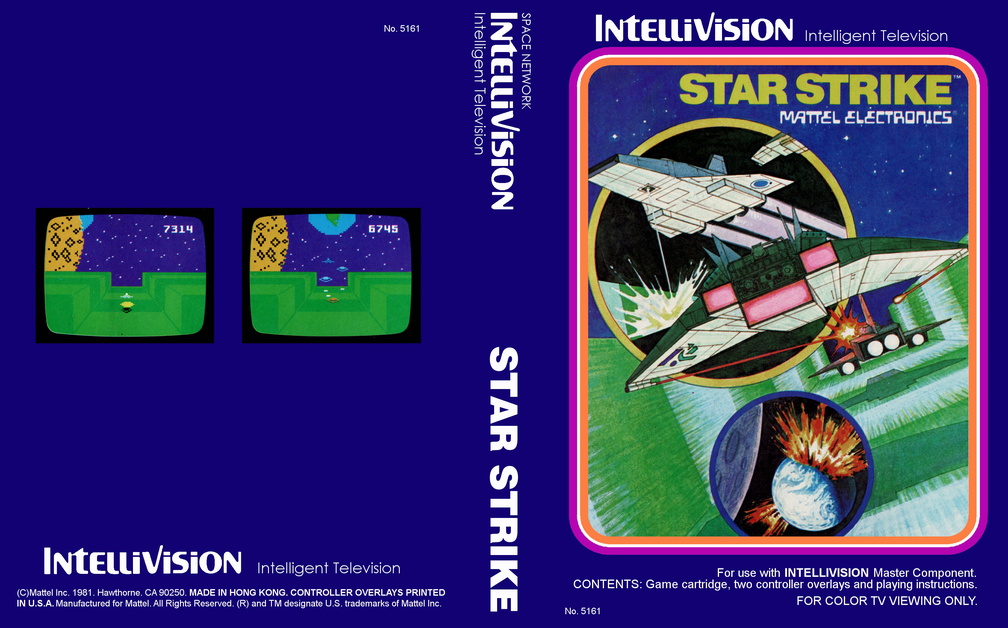 No. 5161
7314
6745
INTELLIVISION Intelligent Television
(C)Mattel Inc. 1981. Hawthorne. CA 90250. MADE IN HONG KONG. CONTROLLER OVERLAYS PRINTED
IN U.S.A. Manufactured for Mattel. All Rights Reserved. (R) and TM designate U.S. trademarks of Mattel Inc.
SPACE NETWORK
INTELLIVISION
Intelligent Television
STAR STRIKE
INTELLIVISION Intelligent Television
STAR STRIKE™
MATTEL ELECTRONICS®
For use with INTELLIVISION Master Component.
CONTENTS: Game cartridge, two controller overlays and playing instructions.
FOR COLOR TV VIEWING ONLY.
No. 5161